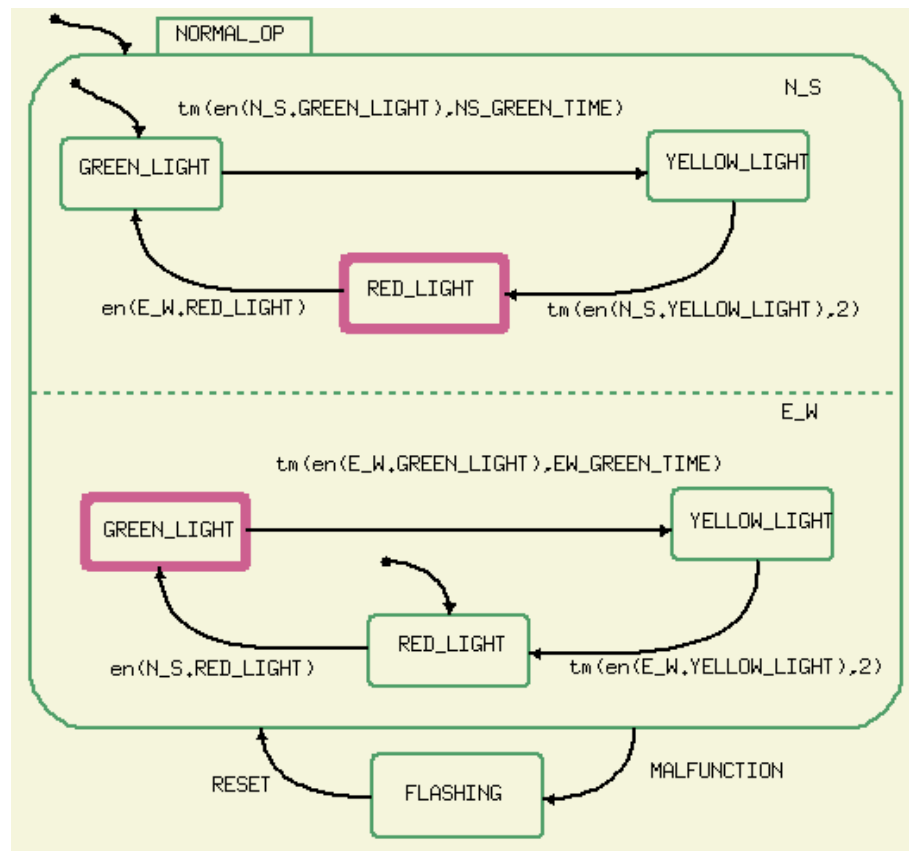 NORMAL_OP
N_S
tm(en(N_S.GREEN_LIGHT),NS_GREEN_TIME)
GREEN_LIGHT
YELLOW_LIGHT
RED_LIGHT
en(E_W.RED_LIGHT)
tm(en(N_S.YELLOW_LIGHT),2)
E_W
tm(en(E_W.GREEN_LIGHT),EW_GREEN_TIME)
GREEN_LIGHT
YELLOW_LIGHT
RED_LIGHT
en(N_S.RED_LIGHT)
tm(en(E_W.YELLOW_LIGHT),2)
RESET
MALFUNCTION
FLASHING